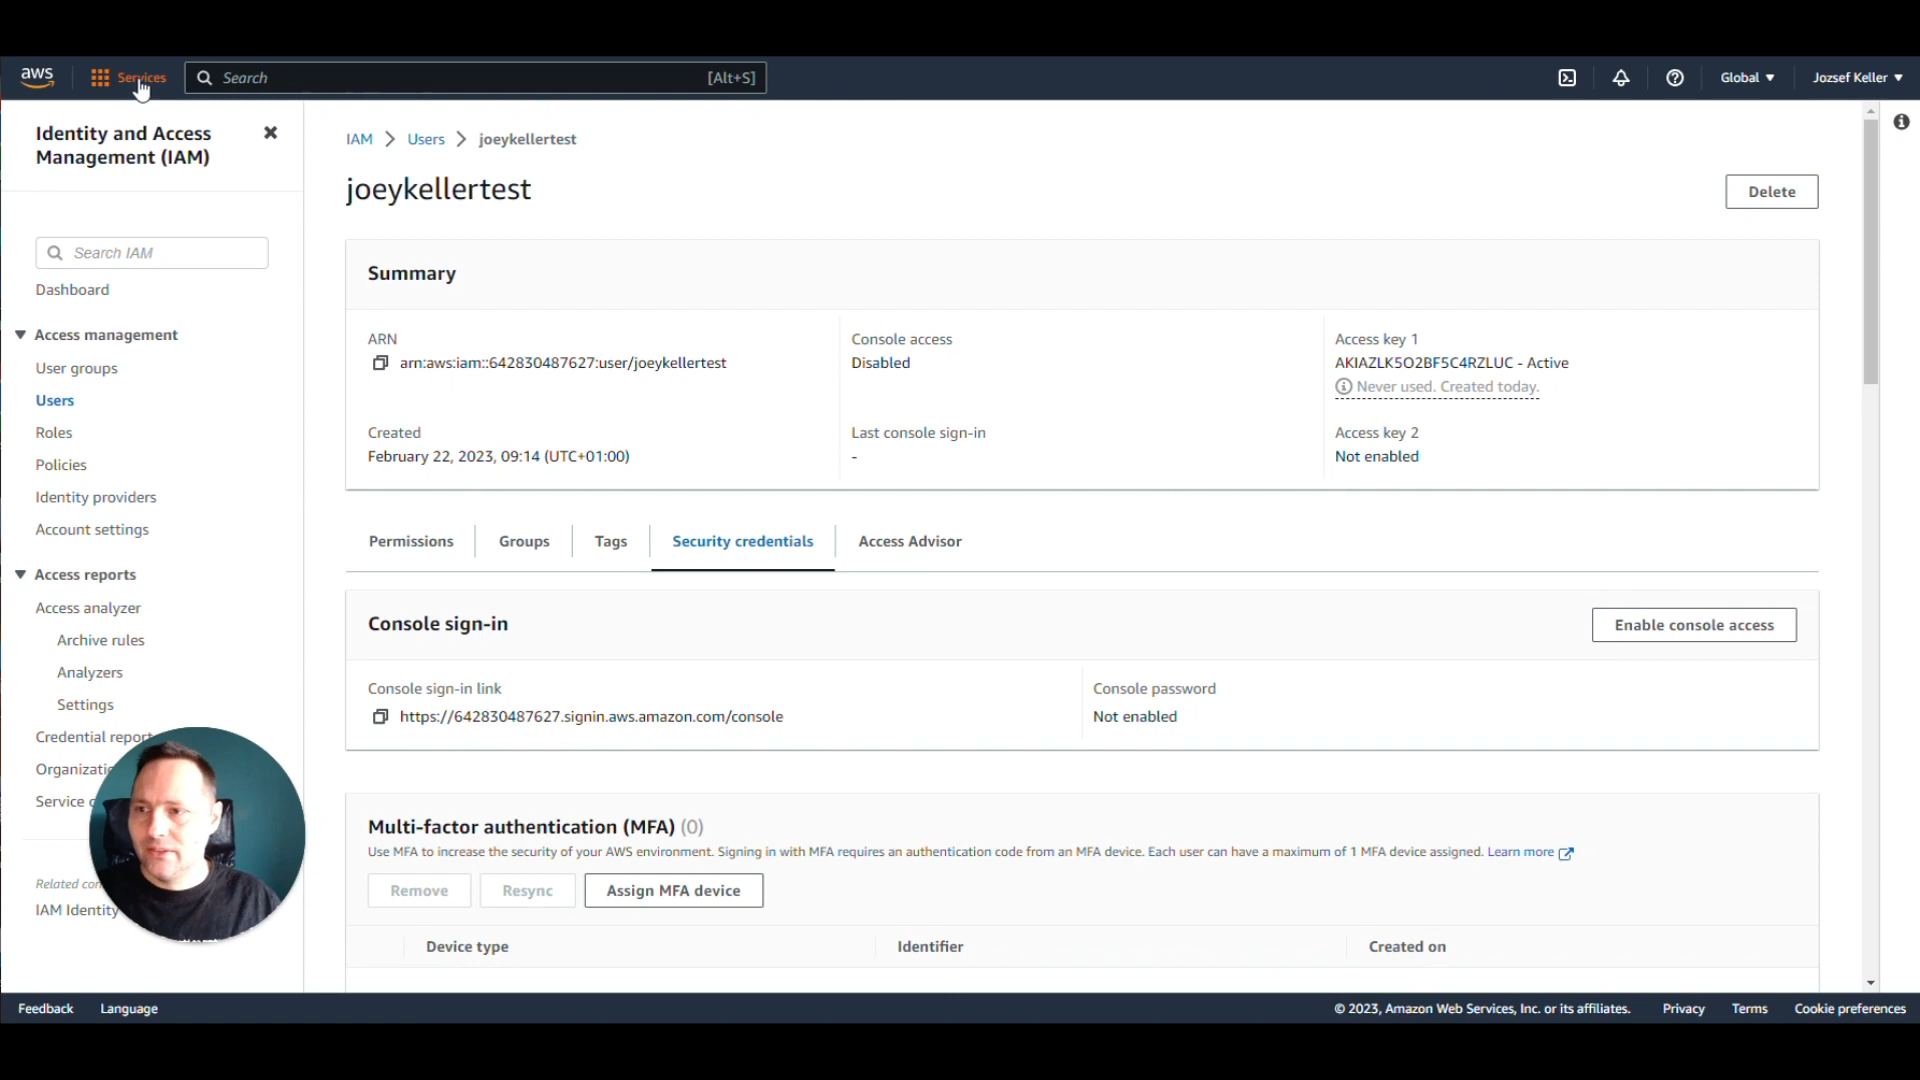 aws
Services
Search
[Alt+S]
Global
Jozsef Keller
Identity and Access
Management (IAM)
Search IAM
Dashboard
Access management
User groups
Users
Roles
Policies
Identity providers
Account settings
Access reports
Access analyzer
Archive rules
Analyzers
Settings
Credential report
Service
Related
IAM Identity
IAM > Users > joeykellertest
joeykellertest
Delete
Summary
ARN
arn:aws:iam::642830487627:user/joeykellertest
Console access
Disabled
Access key 1
AKIAZLK5O2BF5C4RZLUC - Active
Never used. Created today.
Created
February 22, 2023, 09:14 (UTC+01:00)
Last console sign-in
-
Access key 2
Not enabled
Permissions
Groups
Tags
Security credentials
Access Advisor
Console sign-in
Enable console access
Console sign-in link
https://642830487627.signin.aws.amazon.com/console
Console password
Not enabled
Multi-factor authentication (MFA) (0)
Use MFA to increase the security of your AWS environment. Signing in with MFA requires an authentication code from an MFA device. Each user can have a maximum of 1 MFA device assigned. Learn more
Remove
Resync
Assign MFA device
Device type
Identifier
Created on
Feedback
Language
© 2023, Amazon Web Services, Inc. or its affiliates.
Privacy
Terms
Cookie preferences